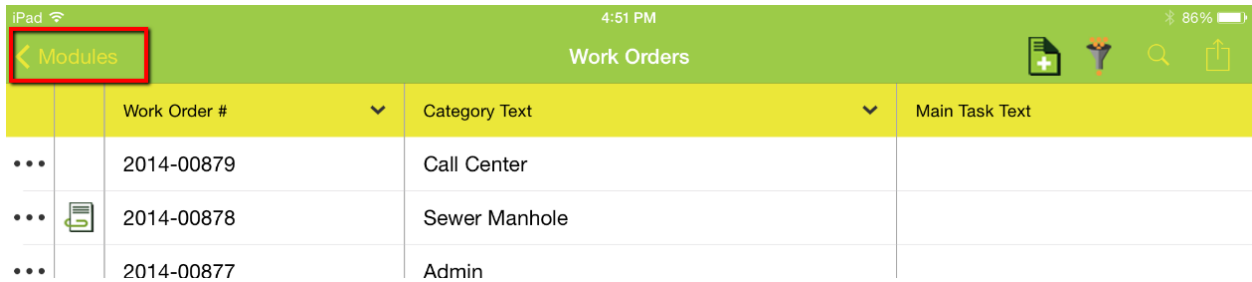 iPad 4:51 PM 86%
Modules Work Orders
Work Order # Category Text Main Task Text
2014-00879 Call Center
2014-00878 Sewer Manhole
2014-00877 Admin